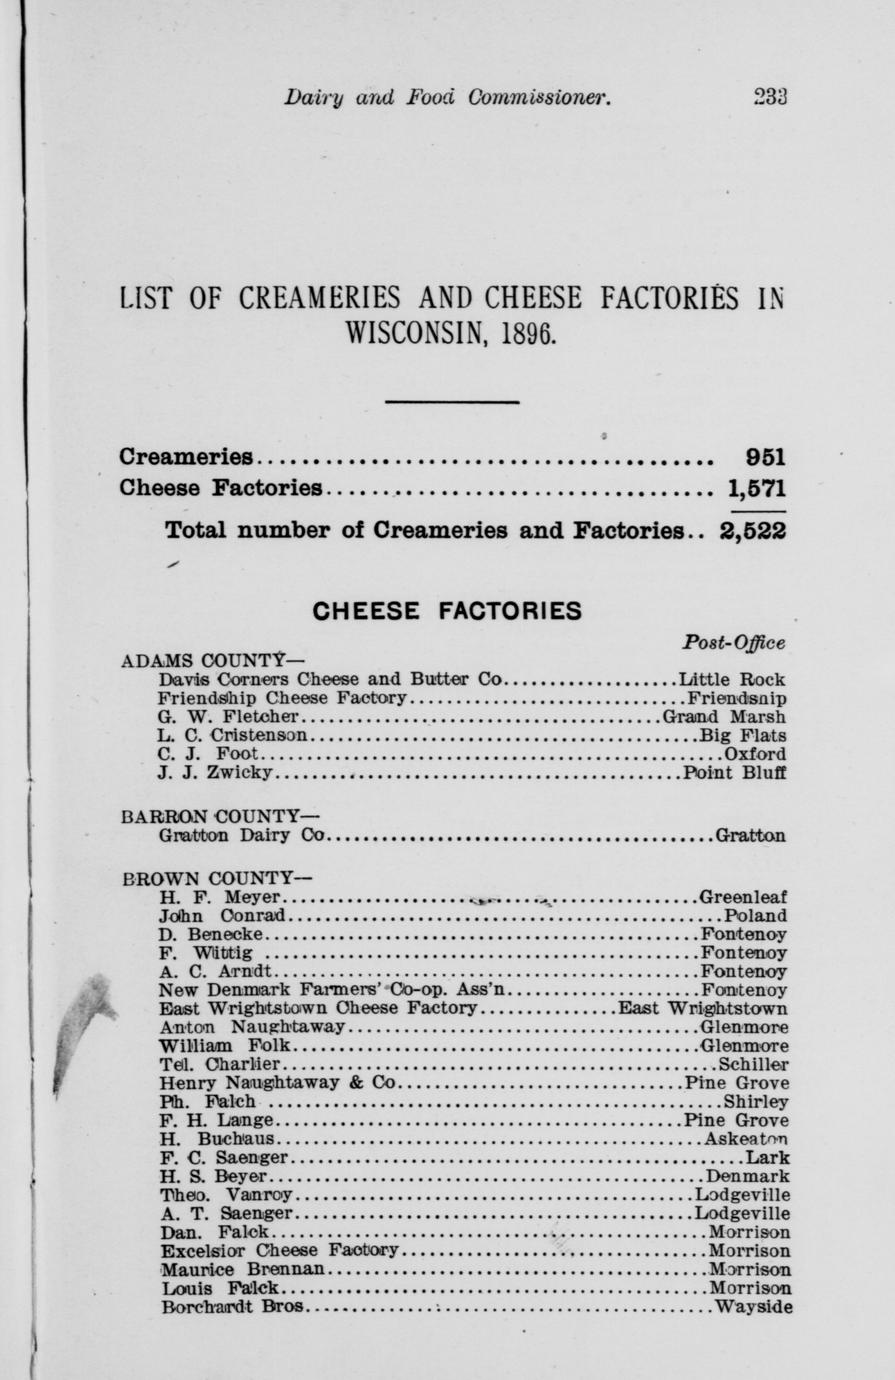 Dairy and Food Commissioner. 233
LIST OF CREAMERIES AND CHEESE FACTORIES IN
WISCONSIN, 1896.
Creameries........................................ 951
Cheese Factories.................................. 1,571
Total number of Creameries and Factories.. 2,522
CHEESE FACTORIES
Post-Office
ADAMS COUNTY—
Davis Corners Cheese and Butter Co...................Little Rock
Friendship Cheese Factory..............................Friendship
G. W. Fletcher.......................................Grand Marsh
L. C. Cristenson..........................................Big Flats
C. J. Foot..................................................Oxford
J. J. Zwicky............................................Point Bluff
BARRON COUNTY—
Gratton Dairy Co..........................................Gratton
BROWN COUNTY—
H. F. Meyer.............................................Greenleaf
John Conrad...............................................Poland
D. Benecke...............................................Fontenoy
F. Wittig ...............................................Fontenoy
A. C. Arndt..............................................Fontenoy
New Denmark Farmers' Co-op. Ass'n.....................Fontenoy
East Wrightstown Cheese Factory...............East Wrightstown
Anton Naughtaway......................................Glenmore
William Folk............................................Glenmore
Tel. Charlier...............................................Schiller
Henry Naughtaway & Co...............................Pine Grove
Ph. Falch .................................................Shirley
F. H. Lange............................................Pine Grove
H. Buchaus..............................................Askeaton
F. C. Saenger.................................................Lark
H. S. Beyer...............................................Denmark
Theo. Vanroy...........................................Lodgeville
A. T. Saenger...........................................Lodgeville
Dan. Falck...............................................Morrison
Excelsior Cheese Factory.................................Morrison
Maurice Brennan.........................................Morrison
Louis Falck..............................................Morrison
Borchardt Bros............................................Wayside